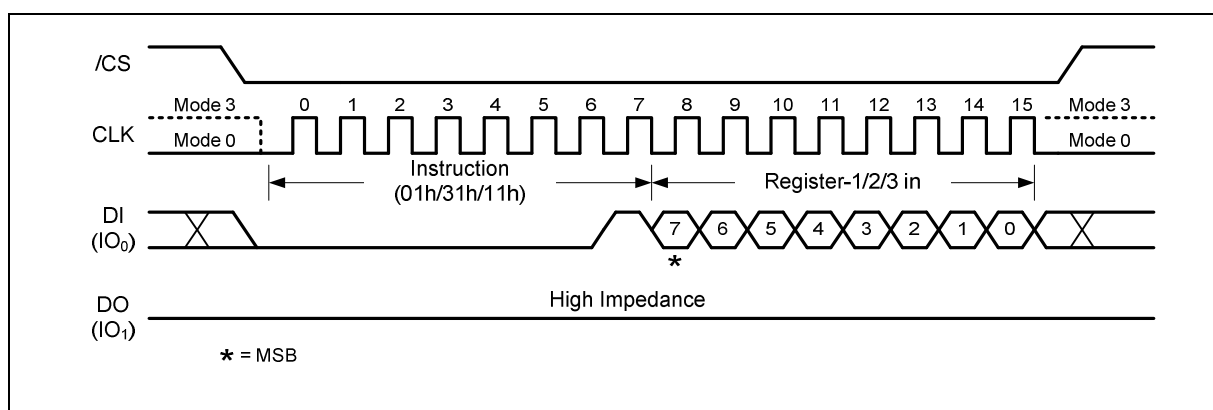 /CS
Mode 3 0 1 2 3 4 5 6 7 8 9 10 11 12 13 14 15 Mode 3
CLK Mode 0 Mode 0
Instruction
(01h/31h/11h)
Register-1/2/3 in
DI
(IO₀)
7 6 5 4 3 2 1 0
*
High Impedance
DO
(IO₁)
* = MSB